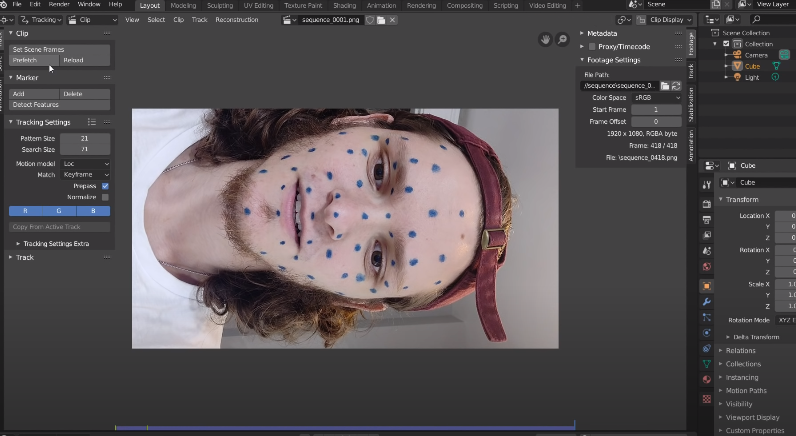 File Edit Render Window Help Layout Modeling Sculpting UV Editing Texture Paint Shading Animation Rendering Compositing Scripting Video Editing + Scene View Layer
Tracking Clip View Select Clip Track Reconstruction sequence_0001.png Clip Display
Clip
Set Scene Frames
Prefetch Reload
Marker
Add Delete
Detect Features
Tracking Settings
Pattern Size 21
Search Size 71
Motion model Loc
Match Keyframe
Prepass
Normalize
R G B
Copy From Active Track
Tracking Settings Extra
Track
Metadata
Proxy/Timecode
Footage Settings
File Path:
//sequence\sequence_0..
Color Space sRGB
Start Frame 1
Frame Offset 0
1920 x 1080, RGBA byte
Frame: 418 / 418
File: \sequence_0418.png
Footage
Track
Stabilization
Annotation
Scene Collection
Collection
Camera
Cube
Light
Cube
Cube
Transform
Location X
Y
Z
Rotation X
Y
Z
Scale X
Y
Z
Rotation Mode XYZ
Delta Transform
Relations
Collections
Instancing
Motion Paths
Visibility
Viewport Display
Custom Properties